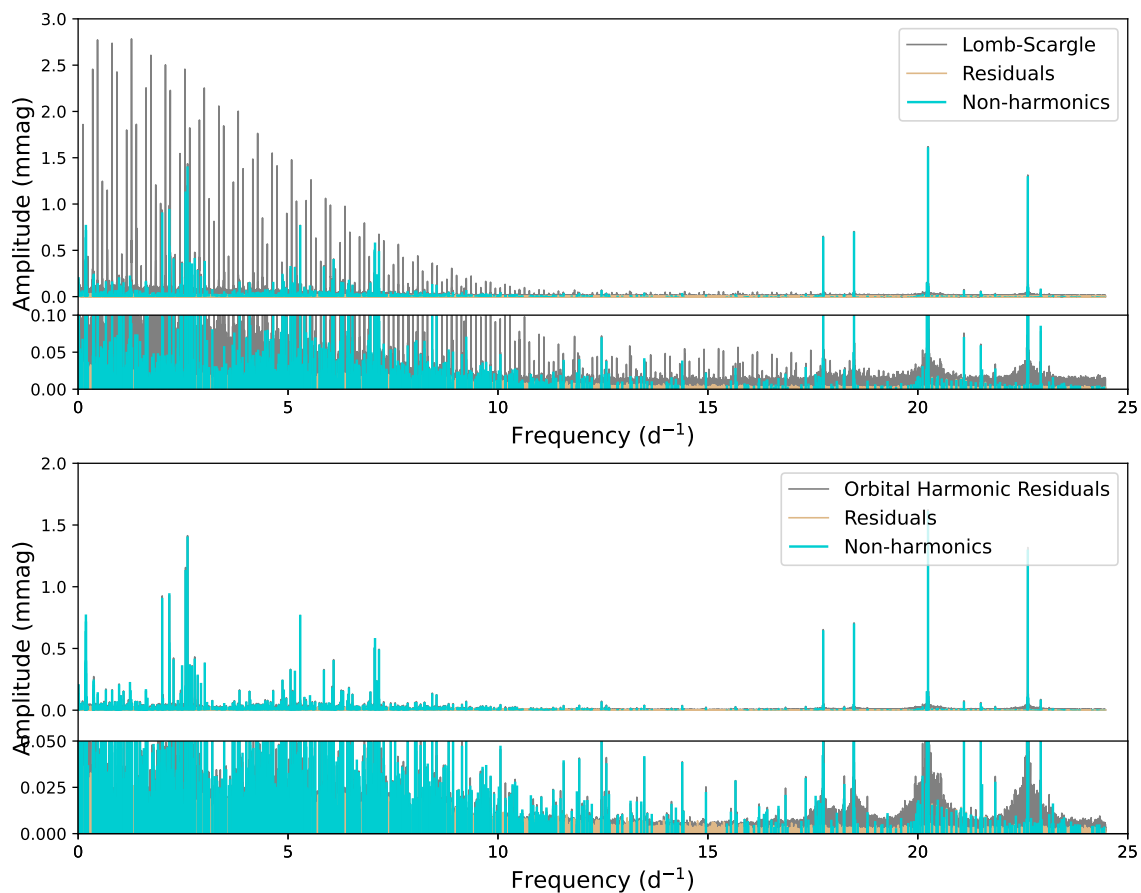 3.0
2.5
2.0
1.5
1.0
0.5
0.0
Amplitude (mmag)
Lomb-Scargle
Residuals
Non-harmonics
0.10
0.05
0.00
0 5 10 15 20 25
Frequency (d⁻¹)
2.0
1.5
1.0
0.5
0.0
Amplitude (mmag)
Orbital Harmonic Residuals
Residuals
Non-harmonics
0.050
0.025
0.000
0 5 10 15 20 25
Frequency (d⁻¹)